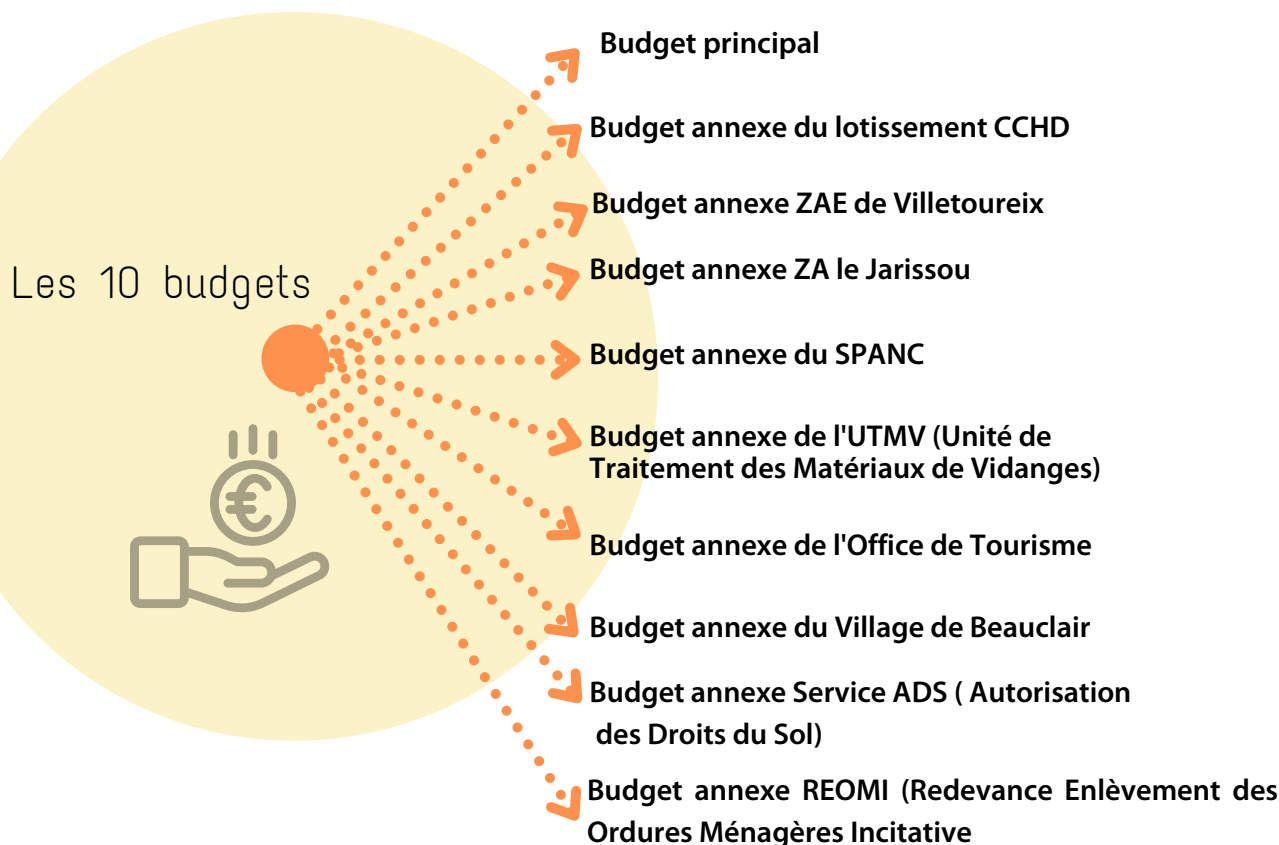 Budget principal
Budget annexe du lotissement CCHD
Budget annexe ZAE de Villetoureix
Budget annexe ZA le Jarissou
Les 10 budgets
Budget annexe du SPANC
Budget annexe de l'UTMV (Unité de
Traitement des Matériaux de Vidanges)
Budget annexe de l'Office de Tourisme
Budget annexe du Village de Beauclair
Budget annexe Service ADS ( Autorisation
des Droits du Sol)
Budget annexe REOMI (Redevance Enlèvement des
Ordures Ménagères Incitative